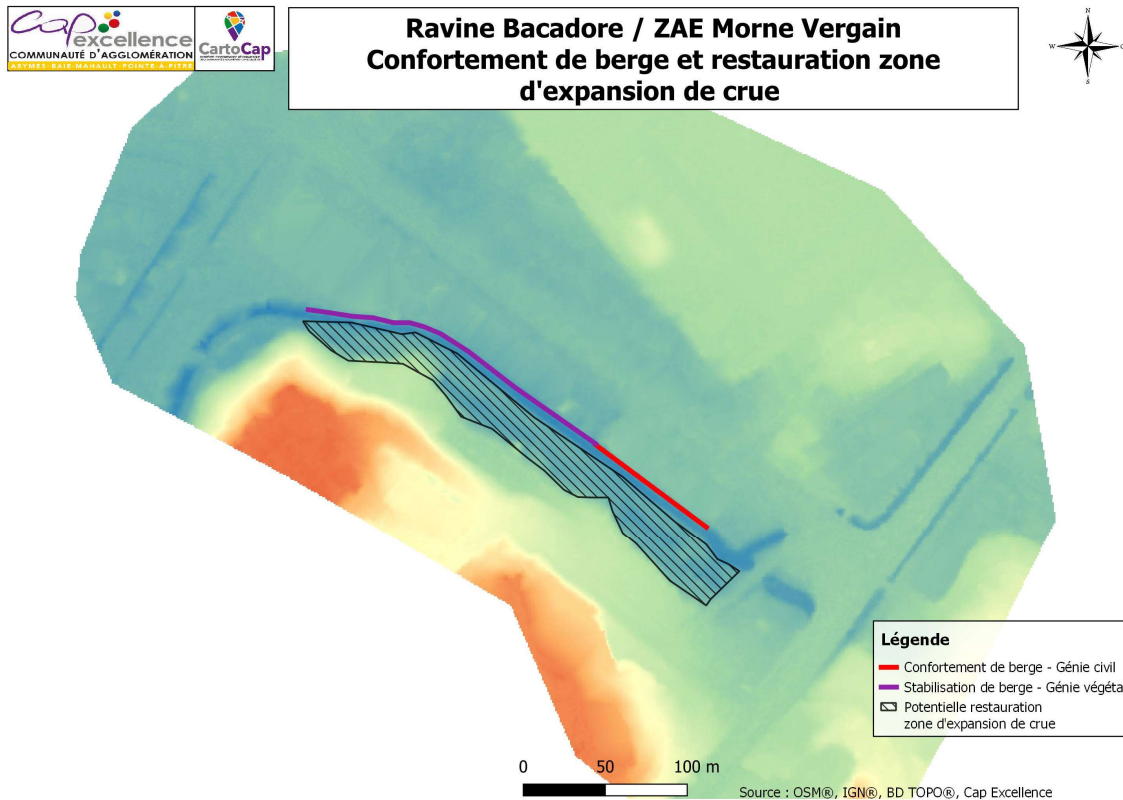 Cap
excellence
COMMUNAUTÉ D'AGGLOMÉRATION
ABYMES-BAIE-MAHAULT-POINTE-A-PITRE
CartoCap
Ravine Bacadore / ZAE Morne Vergain
Confortement de berge et restauration zone
d'expansion de crue
N
W
S
Légende
Confortement de berge - Génie civil
Stabilisation de berge - Génie végéta
Potentielle restauration
zone d'expansion de crue
0 50 100 m
Source : OSM®, IGN®, BD TOPO®, Cap Excellence